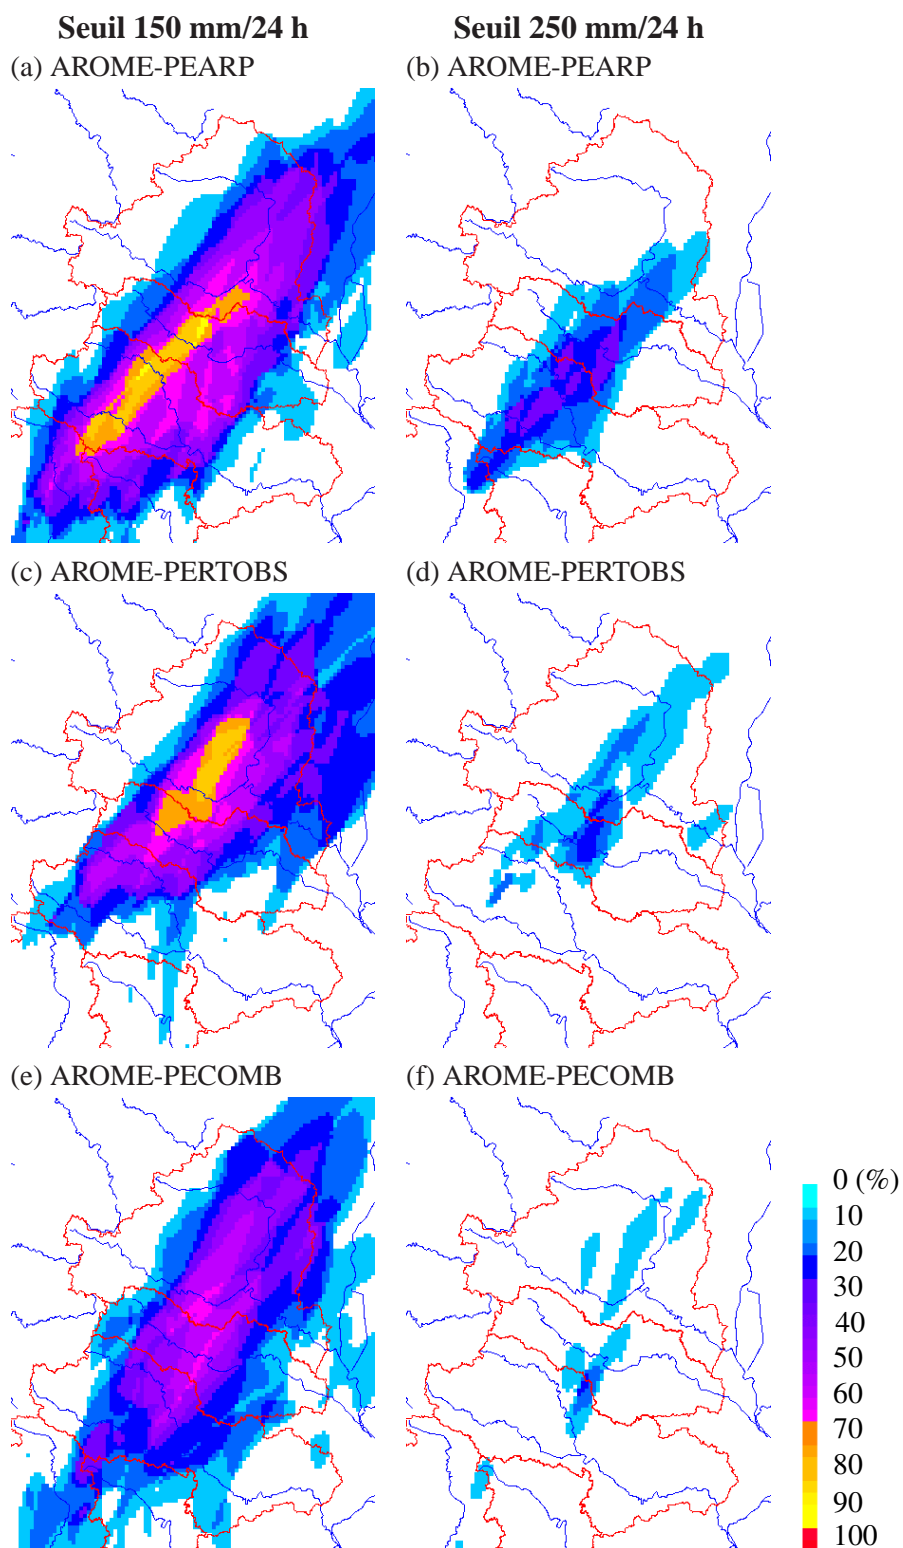 Seuil 150 mm/24 h
Seuil 250 mm/24 h
(a) AROME-PEARP
(b) AROME-PEARP
(c) AROME-PERTOBS
(d) AROME-PERTOBS
(e) AROME-PECOMB
(f) AROME-PECOMB
0 (%)
10
20
30
40
50
60
70
80
90
100